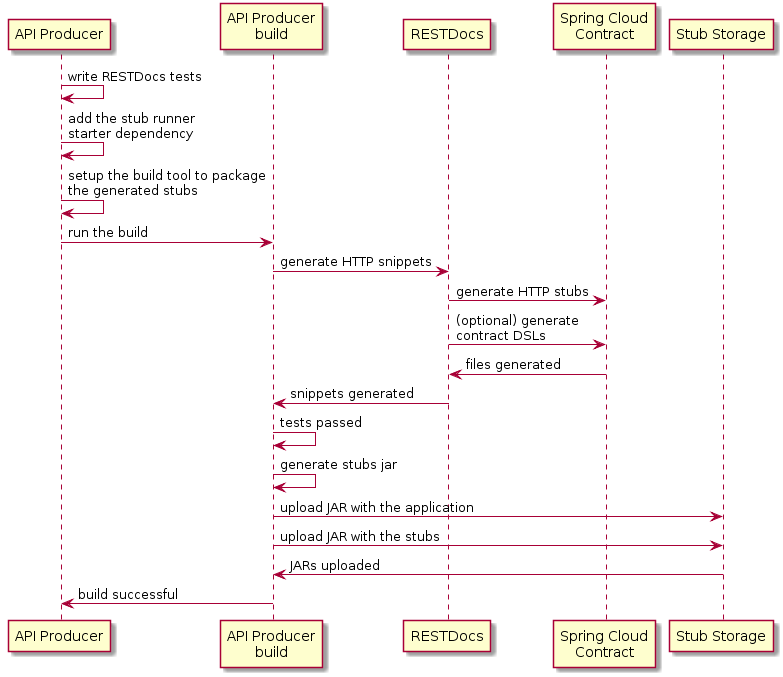 API Producer
API Producer
build
RESTDocs
Spring Cloud
Contract
Stub Storage
write RESTDocs tests
add the stub runner
starter dependency
setup the build tool to package
the generated stubs
run the build
generate HTTP snippets
generate HTTP stubs
(optional) generate
contract DSLs
files generated
snippets generated
tests passed
generate stubs jar
upload JAR with the application
upload JAR with the stubs
JARs uploaded
build successful
API Producer
API Producer
build
RESTDocs
Spring Cloud
Contract
Stub Storage